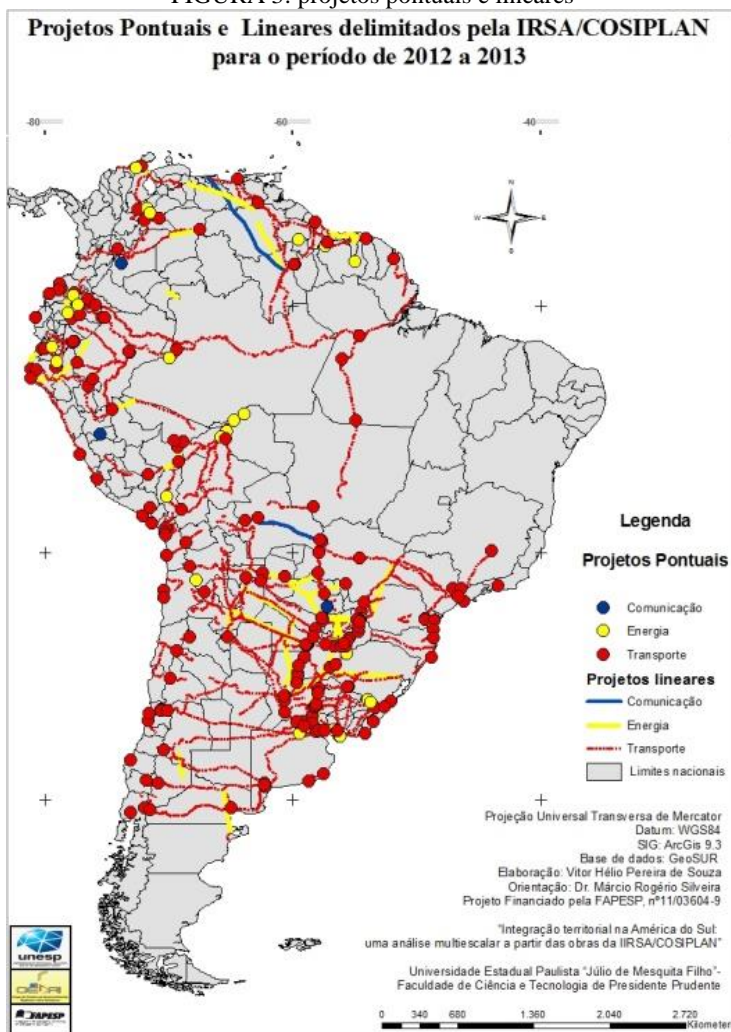 FIGURA 3: projetos pontuais e lineares
Projetos Pontuais e Lineares delimitados pela IRSA/COSIPLAN
para o período de 2012 a 2013
-80
-60
-40
N
W
E
S
Legenda
Projetos Pontuais
Comunicação
Energia
Transporte
Projetos lineares
Comunicação
Energia
Transporte
Limites nacionais
Projeção Universal Transversa de Mercator
Datum: WGS84
SIG: ArcGis 9.3
Base de dados: GeoSUR
Elaboração: Vitor Hélio Pereira de Souza
Orientação: Dr. Márcio Rogério Silveira
Projeto Financiado pela FAPESP, nº11/03604-9
"Integração territorial na América do Sul:
uma análise multiescalar a partir das obras da IIRSA/COSIPLAN"
Universidade Estadual Paulista "Júlio de Mesquita Filho"-
Faculdade de Ciência e Tecnologia de Presidente Prudente
unesp
FAPESP
0 340 680 1.360 2.040 2.720
Kilometer